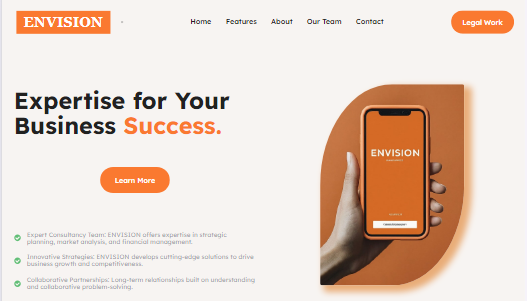 ENVISION
Home Features About Our Team Contact
Legal Work
Expertise for Your
Business Success.
Learn More
ENVISION
Expert Consultancy Team: ENVISION offers expertise in strategic
planning, market analysis, and financial management
Innovative Strategies: ENVISION develops cutting-edge solutions to drive
business growth and competitiveness.
Collaborative Partnerships: Long-term relationships built on understanding
and collaborative problem-solving.